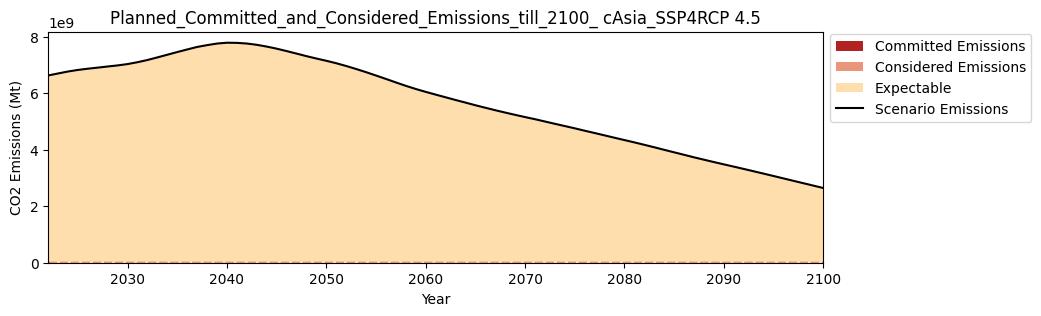 Planned_Committed_and_Considered_Emissions_till_2100_ cAsia_SSP4RCP 4.5
1e9
8
6
4
2
0
CO2 Emissions (Mt)
2030 2040 2050 2060 2070 2080 2090 2100
Year
Committed Emissions
Considered Emissions
Expectable
Scenario Emissions